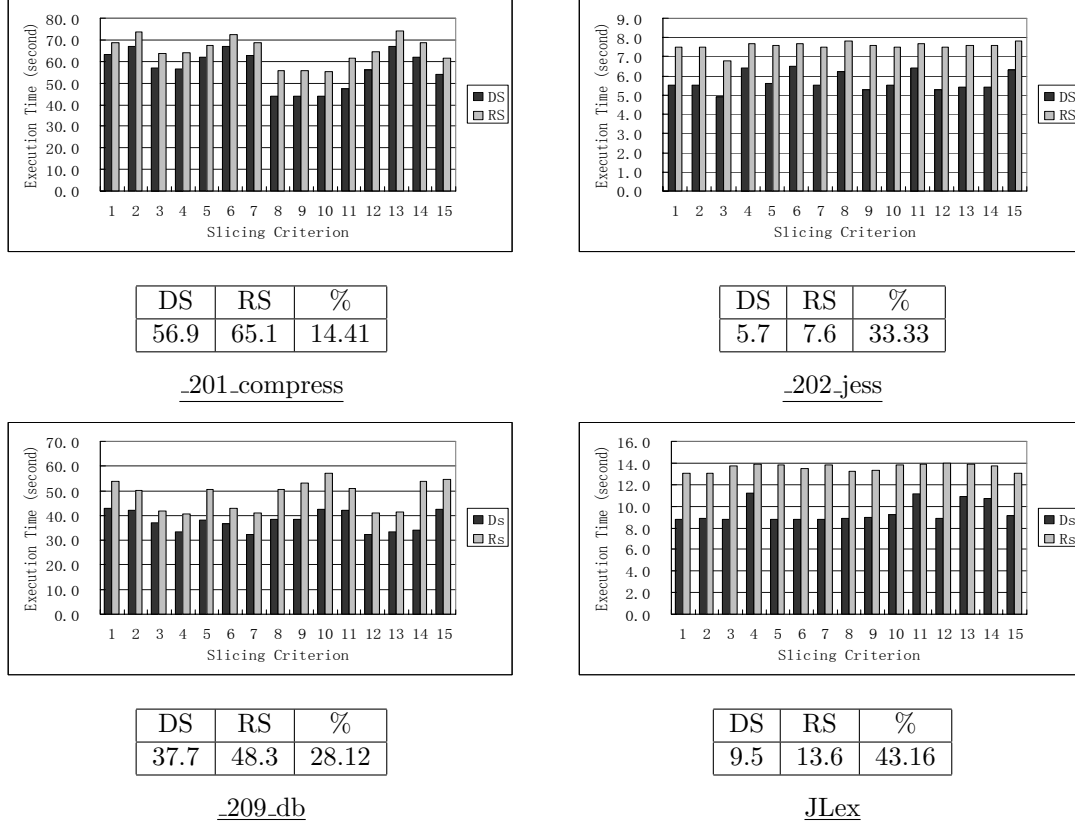 80.0
70.0
60.0
50.0
40.0
30.0
20.0
10.0
0.0
Execution Time (second)
1 2 3 4 5 6 7 8 9 10 11 12 13 14 15
Slicing Criterion
DS
RS
DS RS %
56.9 65.1 14.41
_201_compress
9.0
8.0
7.0
6.0
5.0
4.0
3.0
2.0
1.0
0.0
Execution Time (second)
1 2 3 4 5 6 7 8 9 10 11 12 13 14 15
Slicing Criterion
DS
RS
DS RS %
5.7 7.6 33.33
_202_jess
70.0
60.0
50.0
40.0
30.0
20.0
10.0
0.0
Execution Time (second)
1 2 3 4 5 6 7 8 9 10 11 12 13 14 15
Slicing Criterion
Ds
Rs
DS RS %
37.7 48.3 28.12
_209_db
16.0
14.0
12.0
10.0
8.0
6.0
4.0
2.0
0.0
Execution Time (second)
1 2 3 4 5 6 7 8 9 10 11 12 13 14 15
Slicing Criterion
Ds
Rs
DS RS %
9.5 13.6 43.16
JLex